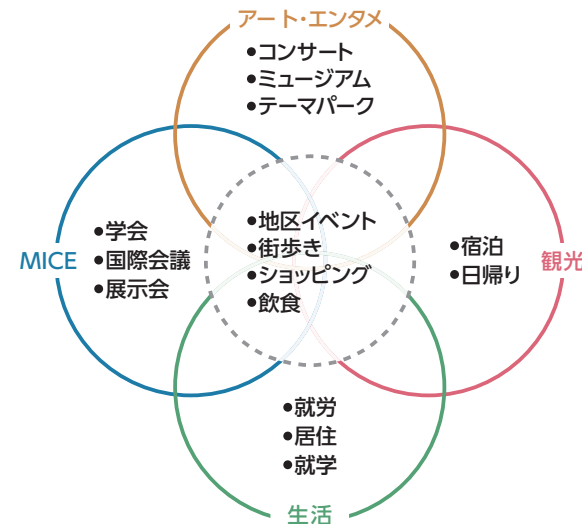 アート・エンタメ
●コンサート
●ミュージアム
●テーマパーク
MICE
●学会
●国際会議
●展示会
●地区イベント
●街歩き
●ショッピング
●飲食
●宿泊
●日帰り
観光
●就労
●居住
●就学
生活